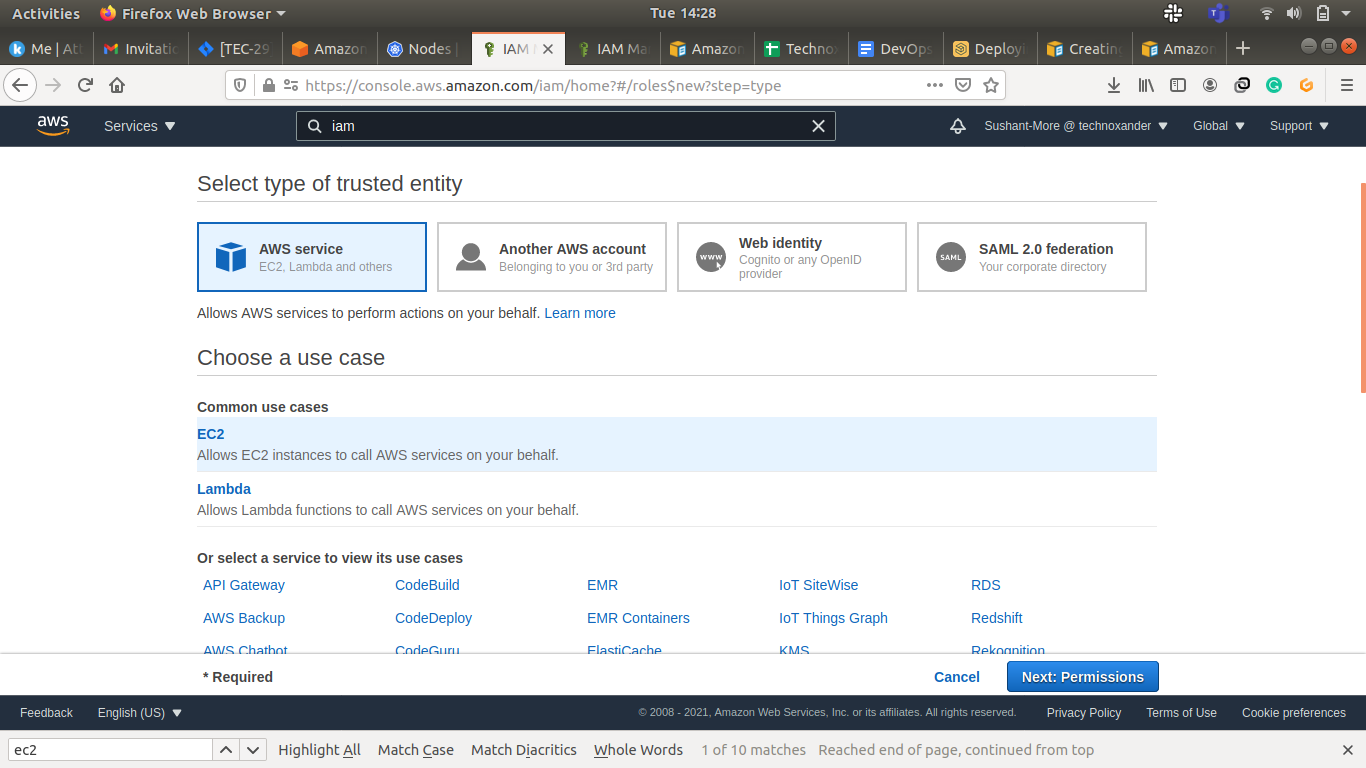 Activities Firefox Web Browser Tue 14:28
Me | Atl Invitatio [TEC-29 Amazon Nodes | IAM M IAM Ma Amazon Technox DevOps Deployi Creating Amazon
https://console.aws.amazon.com/iam/home?#/roles$new?step=type
aws Services iam Sushant-More @ technoxander Global Support
Select type of trusted entity
AWS service
EC2, Lambda and others
Another AWS account
Belonging to you or 3rd party
www
Web identity
Cognito or any OpenID
provider
SAML
SAML 2.0 federation
Your corporate directory
Allows AWS services to perform actions on your behalf. Learn more
Choose a use case
Common use cases
EC2
Allows EC2 instances to call AWS services on your behalf.
Lambda
Allows Lambda functions to call AWS services on your behalf.
Or select a service to view its use cases
API Gateway CodeBuild EMR IoT SiteWise RDS
AWS Backup CodeDeploy EMR Containers IoT Things Graph Redshift
AWS Chatbot CodeGuru ElastiCache KMS Rekognition
* Required Cancel Next: Permissions
Feedback English (US) © 2008 - 2021, Amazon Web Services, Inc. or its affiliates. All rights reserved. Privacy Policy Terms of Use Cookie preferences
ec2 Highlight All Match Case Match Diacritics Whole Words 1 of 10 matches Reached end of page, continued from top